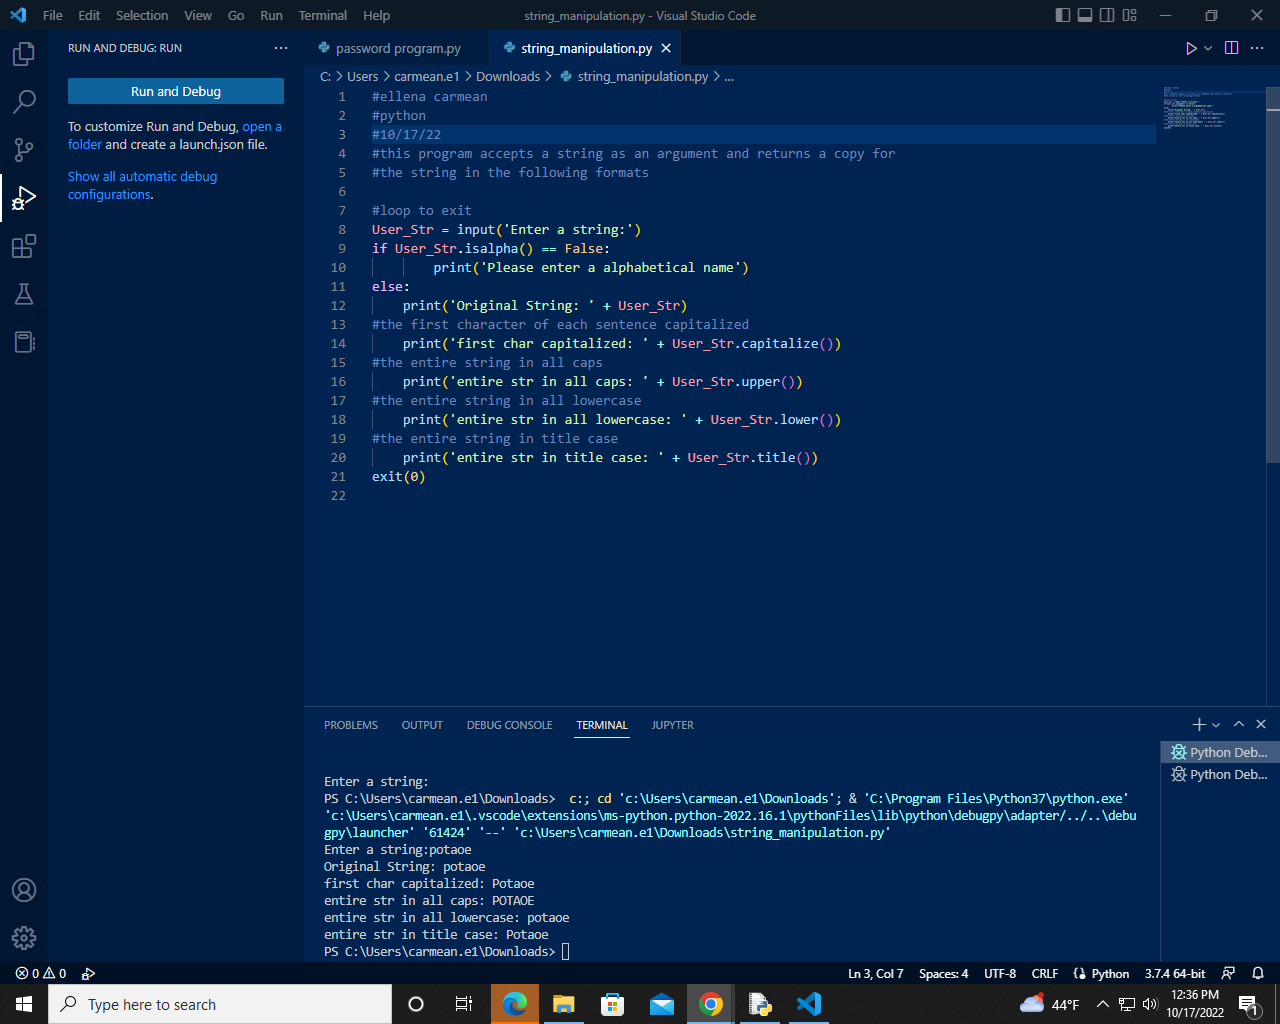 File Edit Selection View Go Run Terminal Help string_manipulation.py - Visual Studio Code
RUN AND DEBUG: RUN ...
Run and Debug
To customize Run and Debug, open a
folder and create a launch.json file.
Show all automatic debug
configurations.
password program.py string_manipulation.py
C: > Users > carmean.e1 > Downloads > string_manipulation.py > ...
1 #ellena carmean
2 #python
3 #10/17/22
4 #this program accepts a string as an argument and returns a copy for
5 #the string in the following formats
6
7 #loop to exit
8 User_Str = input('Enter a string:')
9 if User_Str.isalpha() == False:
10 print('Please enter a alphabetical name')
11 else:
12 print('Original String: ' + User_Str)
13 #the first character of each sentence capitalized
14 print('first char capitalized: ' + User_Str.capitalize())
15 #the entire string in all caps
16 print('entire str in all caps: ' + User_Str.upper())
17 #the entire string in all lowercase
18 print('entire str in all lowercase: ' + User_Str.lower())
19 #the entire string in title case
20 print('entire str in title case: ' + User_Str.title())
21 exit(0)
22
PROBLEMS OUTPUT DEBUG CONSOLE TERMINAL JUPYTER
Python Deb...
Python Deb...
Enter a string:
PS C:\Users\carmean.e1\Downloads>  c:; cd 'c:\Users\carmean.e1\Downloads'; & 'C:\Program Files\Python37\python.exe'
'c:\Users\carmean.e1\.vscode\extensions\ms-python.python-2022.16.1\pythonFiles\lib\python\debugpy\adapter/../..\debu
gpy\launcher' '61424' '--' 'c:\Users\carmean.e1\Downloads\string_manipulation.py'
Enter a string:potaoe
Original String: potaoe
first char capitalized: Potaoe
entire str in all caps: POTAOE
entire str in all lowercase: potaoe
entire str in title case: Potaoe
PS C:\Users\carmean.e1\Downloads>
0 0 Ln 3, Col 7 Spaces: 4 UTF-8 CRLF Python 3.7.4 64-bit
Type here to search 44°F 12:36 PM
10/17/2022 1